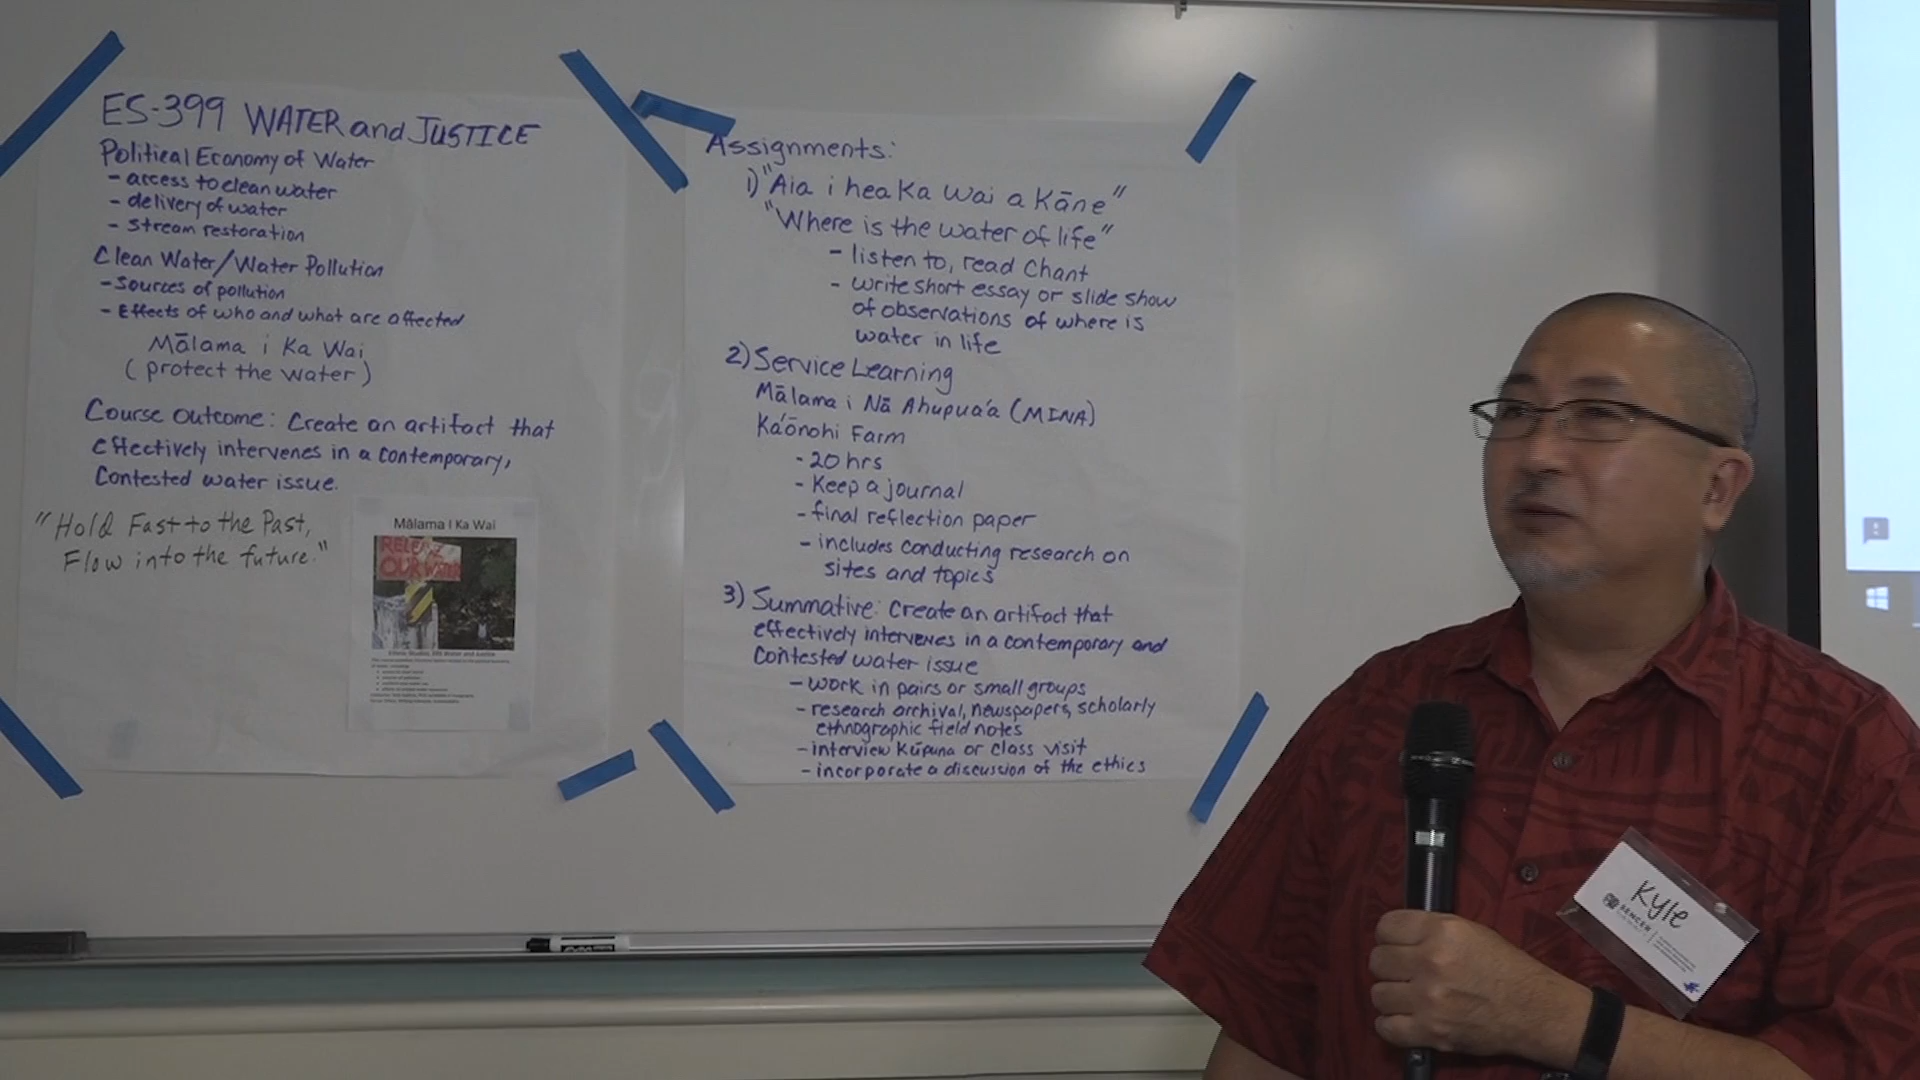 ES-399 WATER and JUSTICE
Political Economy of Water
- access to clean water
- delivery of water
- stream restoration
Clean Water/Water Pollution
- Sources of pollution
- Effects of who and what are affected
Mālama i Ka Wai
(protect the water)
Course Outcome: Create an artifact that
effectively intervenes in a contemporary,
Contested water issue.
"Hold Fast to the Past,
Flow into the future."
Mālama I Ka Wai
RELEASE
OUR WATER
Assignments:
1) "Aia i hea Ka Wai a Kāne"
"Where is the water of life"
- listen to, read Chant
- write short essay or slide show
of observations of where is
water in life
2) Service Learning
Mālama i Nā Ahupua'a (MINA)
Ka'ōnohi Farm
- 20 hrs
- Keep a journal
- final reflection paper
- includes conducting research on
sites and topics
3) Summative: Create an artifact that
effectively intervenes in a contemporary and
Contested water issue
- work in pairs or small groups
- research archival, newspapers, scholarly
ethnographic field notes
- interview Kūpuna or class visit
- incorporate a discussion of the ethics
Kyle
SENCER